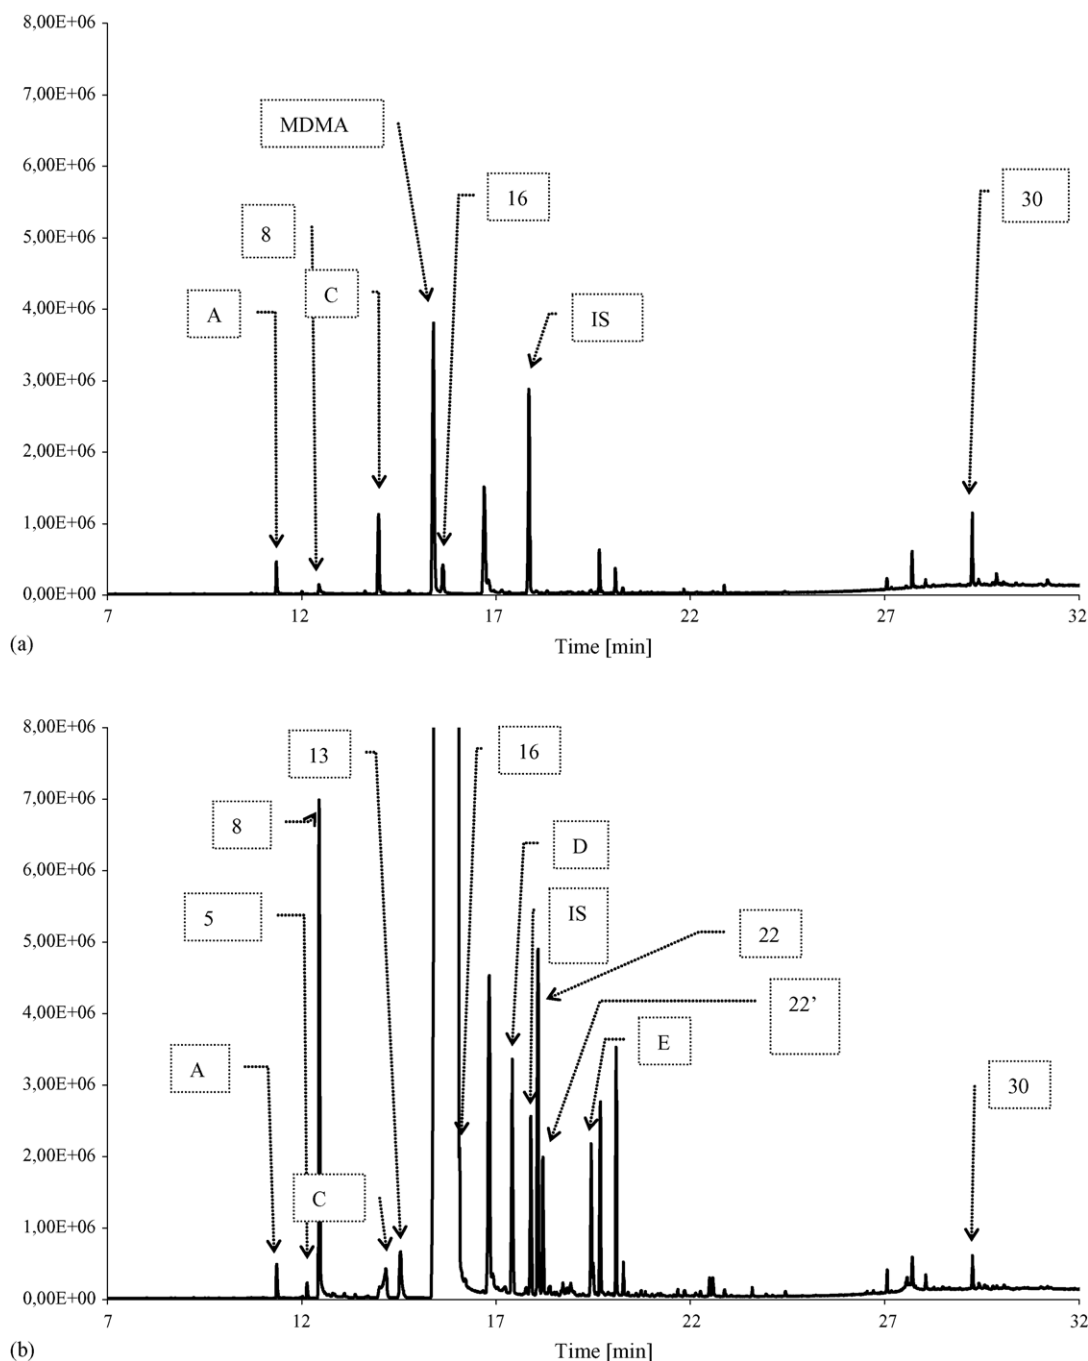 8,00E+06
7,00E+06
MDMA
6,00E+06
16
30
5,00E+06
8
4,00E+06
C
A
IS
3,00E+06
2,00E+06
1,00E+06
0,00E+00
7 12 17 22 27 32
(a)
Time [min]
8,00E+06
13
16
7,00E+06
8
D
6,00E+06
IS
5
22
5,00E+06
22’
4,00E+06
E
A
30
3,00E+06
2,00E+06
C
1,00E+06
0,00E+00
7 12 17 22 27 32
(b)
Time [min]